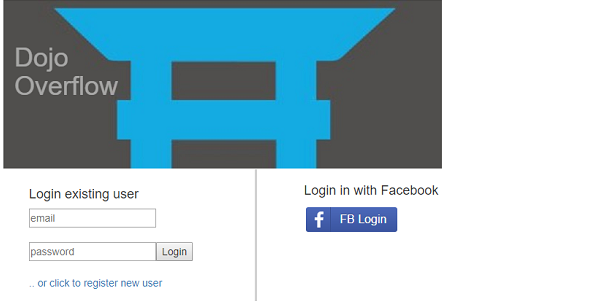 Dojo
Overflow
Login existing user
email
password
Login
.. or click to register new user
Login in with Facebook
f
FB Login